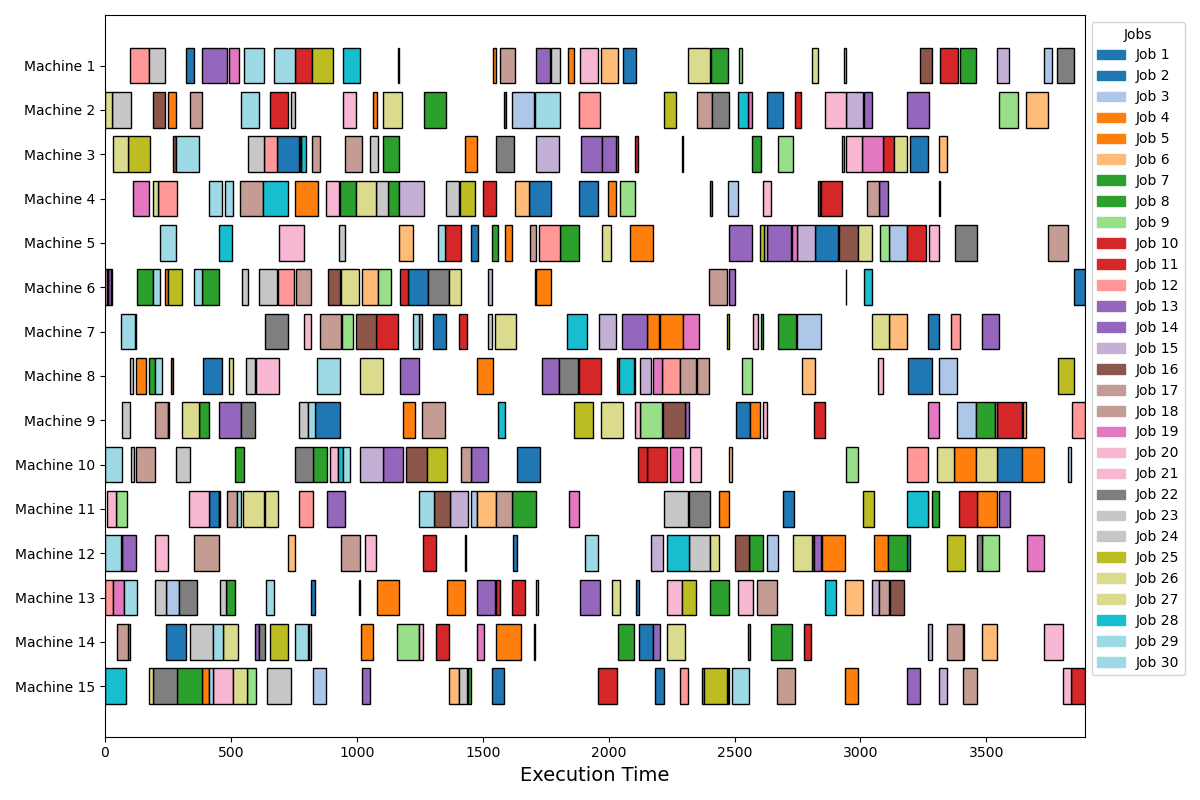 Machine 1
Machine 2
Machine 3
Machine 4
Machine 5
Machine 6
Machine 7
Machine 8
Machine 9
Machine 10
Machine 11
Machine 12
Machine 13
Machine 14
Machine 15
0 500 1000 1500 2000 2500 3000 3500
Execution Time
Jobs
Job 1
Job 2
Job 3
Job 4
Job 5
Job 6
Job 7
Job 8
Job 9
Job 10
Job 11
Job 12
Job 13
Job 14
Job 15
Job 16
Job 17
Job 18
Job 19
Job 20
Job 21
Job 22
Job 23
Job 24
Job 25
Job 26
Job 27
Job 28
Job 29
Job 30